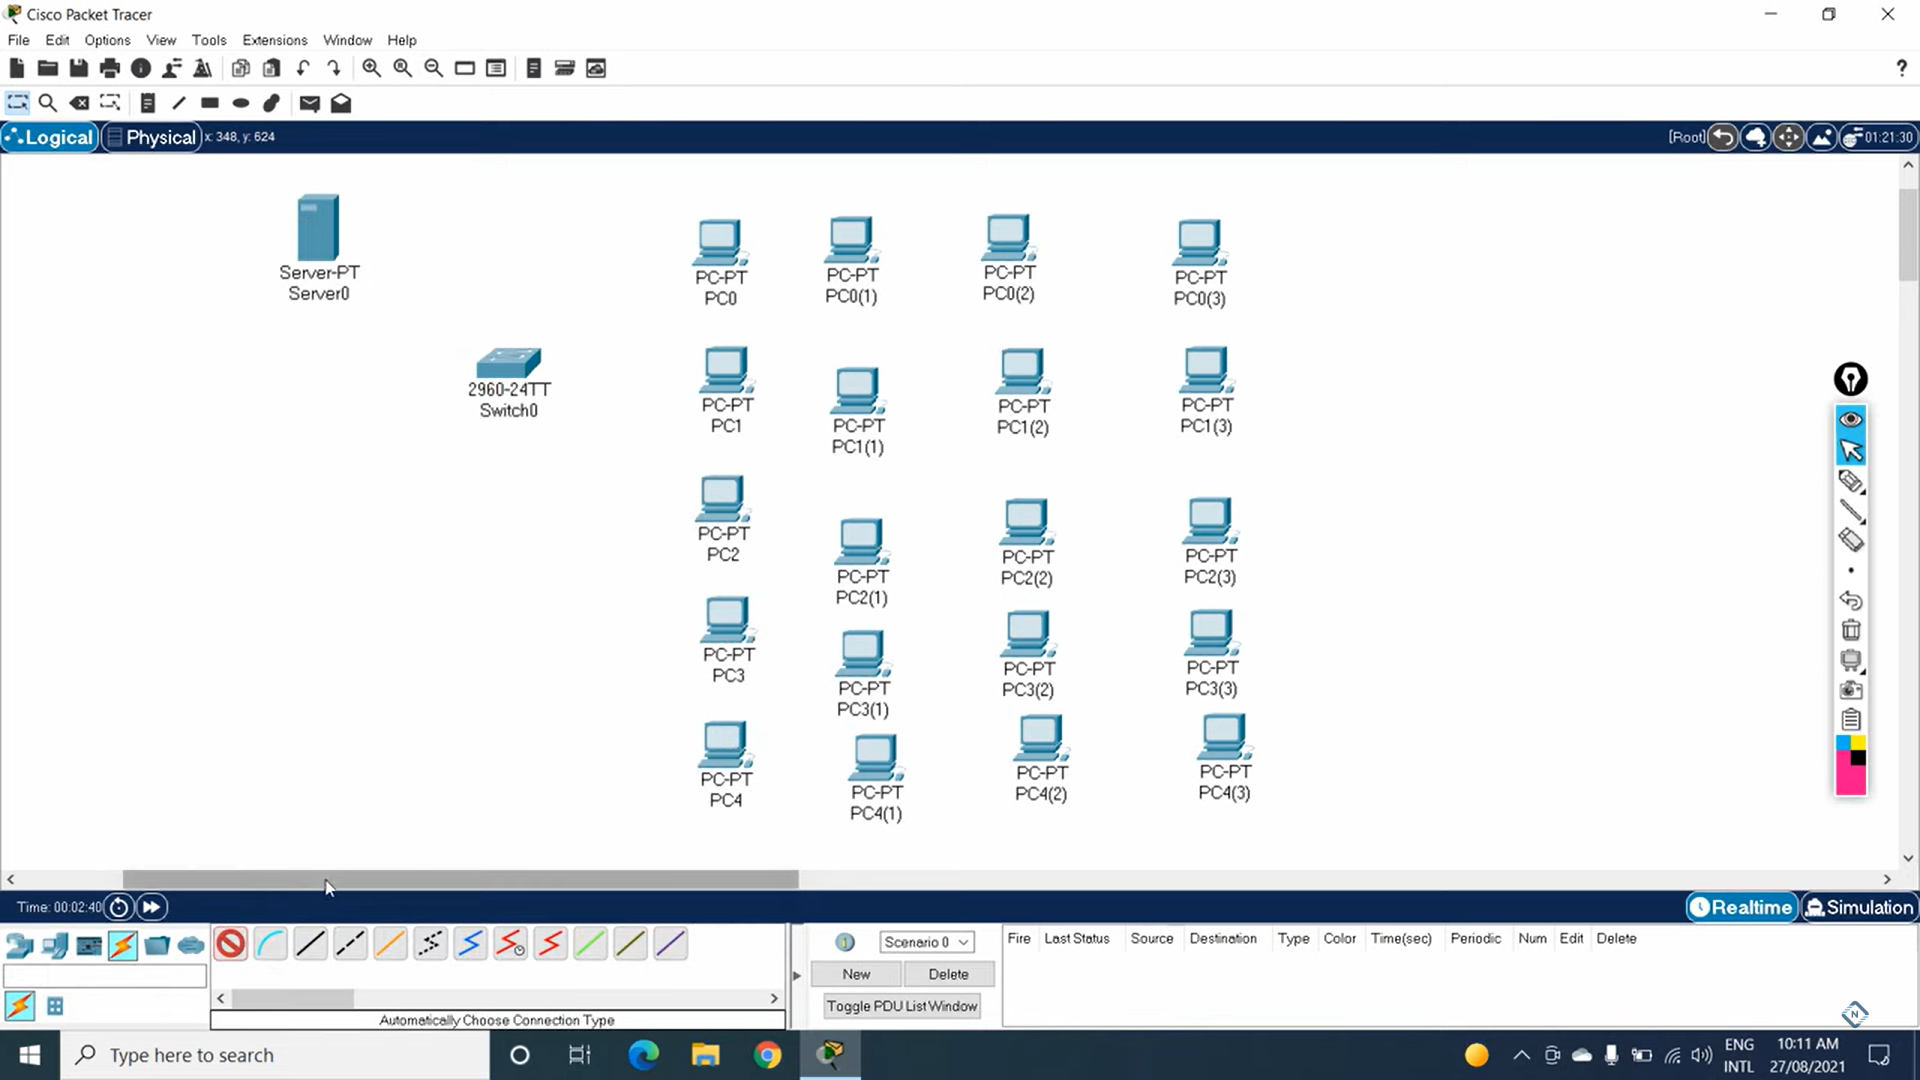 Cisco Packet Tracer
File Edit Options View Tools Extensions Window Help
?
Logical Physical x: 348, y: 624
[Root] 01:21:30
Server-PT
Server0
2960-24TT
Switch0
PC-PT
PC0
PC-PT
PC0(1)
PC-PT
PC0(2)
PC-PT
PC0(3)
PC-PT
PC1
PC-PT
PC1(1)
PC-PT
PC1(2)
PC-PT
PC1(3)
PC-PT
PC2
PC-PT
PC2(1)
PC-PT
PC2(2)
PC-PT
PC2(3)
PC-PT
PC3
PC-PT
PC3(1)
PC-PT
PC3(2)
PC-PT
PC3(3)
PC-PT
PC4
PC-PT
PC4(1)
PC-PT
PC4(2)
PC-PT
PC4(3)
Time: 00:02:40
Realtime Simulation
Scenario 0
New Delete
Toggle PDU List Window
Fire Last Status Source Destination Type Color Time(sec) Periodic Num Edit Delete
Automatically Choose Connection Type
N
Type here to search
ENG
INTL
10:11 AM
27/08/2021